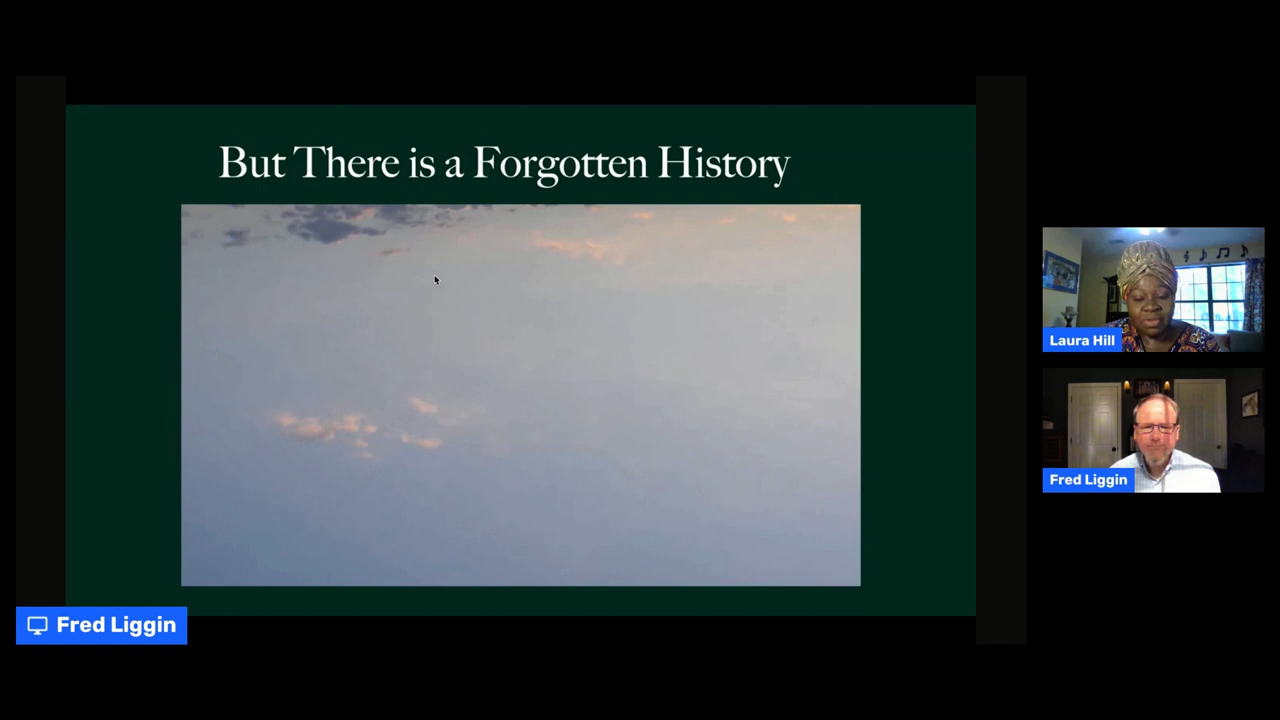 But There is a Forgotten History
Laura Hill
Fred Liggin
Fred Liggin